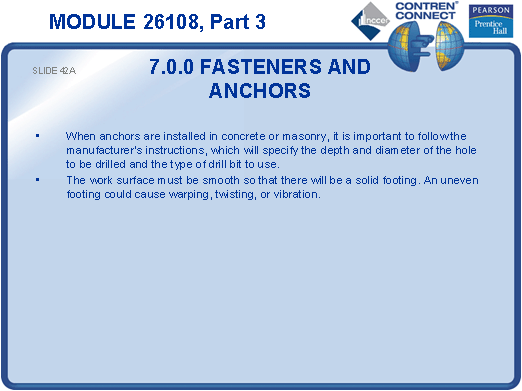 MODULE 26108, Part 3
nccer
CONTREN
CONNECT
PEARSON
Prentice
Hall
SLIDE 42A
7.0.0 FASTENERS AND
ANCHORS
• When anchors are installed in concrete or masonry, it is important to follow the
manufacturer's instructions, which will specify the depth and diameter of the hole
to be drilled and the type of drill bit to use.
• The work surface must be smooth so that there will be a solid footing. An uneven
footing could cause warping, twisting, or vibration.